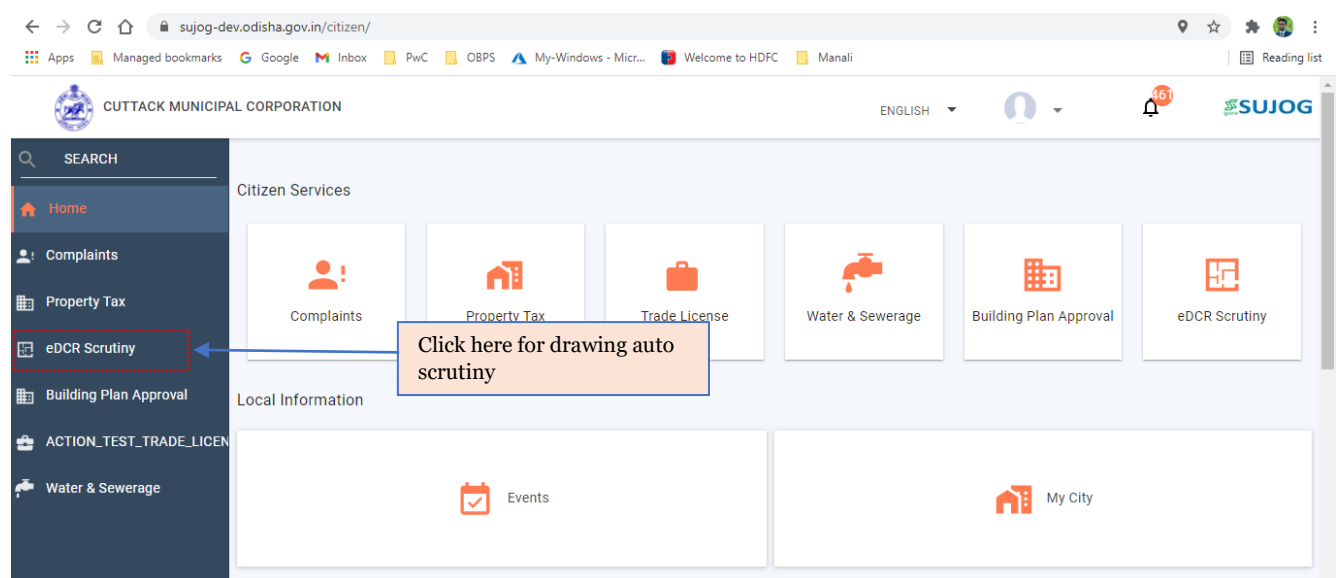 sujog-dev.odisha.gov.in/citizen/
Apps Managed bookmarks Google Inbox PwC OBPS My-Windows - Micr... Welcome to HDFC Manali Reading list
CUTTACK MUNICIPAL CORPORATION ENGLISH 461 SUJOG
SEARCH
Home
Complaints
Property Tax
eDCR Scrutiny
Building Plan Approval
ACTION_TEST_TRADE_LICEN
Water & Sewerage
Citizen Services
Complaints Property Tax Trade License Water & Sewerage Building Plan Approval eDCR Scrutiny
Click here for drawing auto
scrutiny
Local Information
Events My City